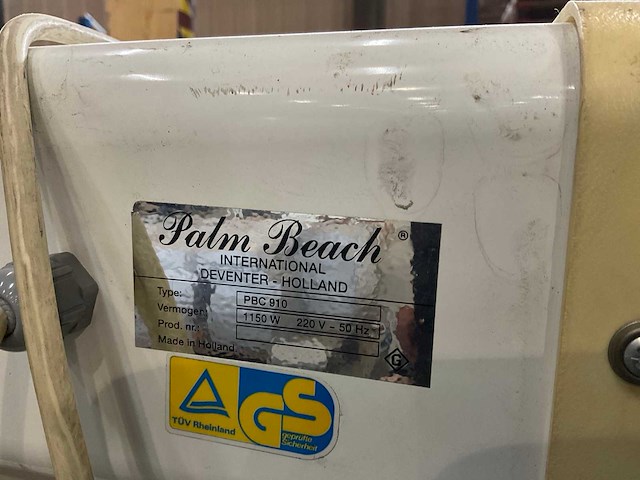 Palm Beach ®
INTERNATIONAL
DEVENTER - HOLLAND
Type: PBC 910
Vermogen: 1150 W 220 V - 50 Hz
Prod. nr.:
Made in Holland
G
TÜV Rheinland
GS
geprüfte
Sicherheit